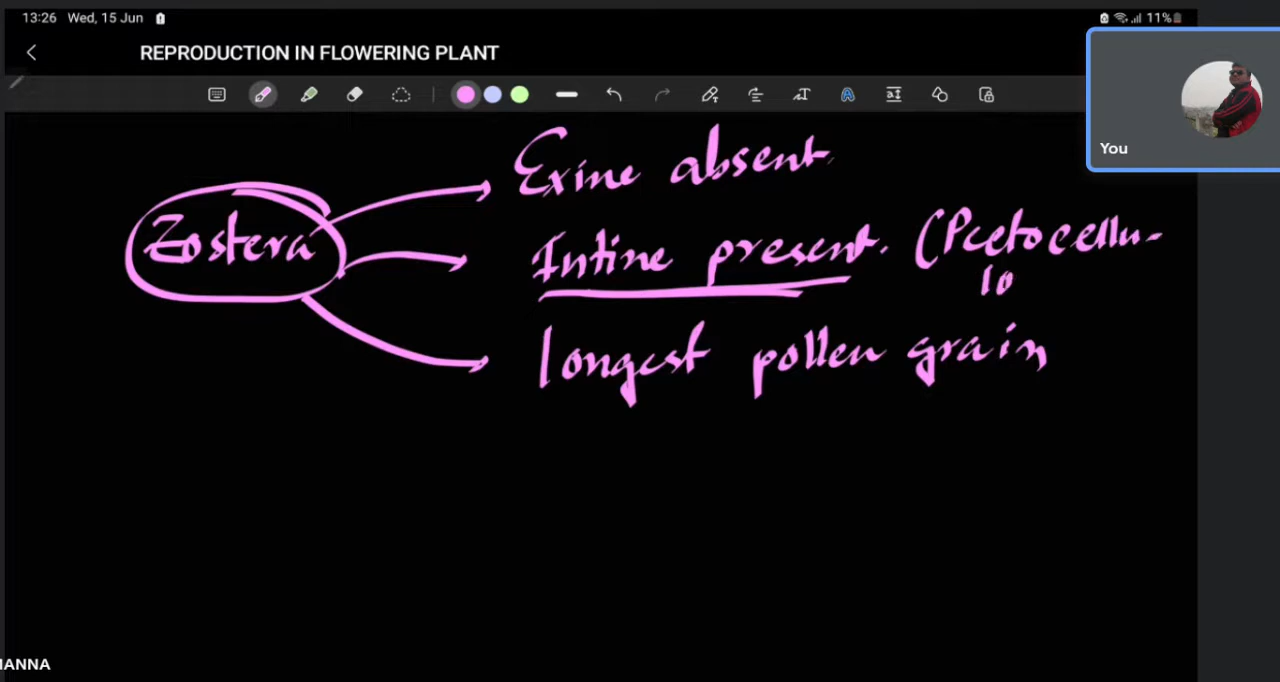 13:26 Wed, 15 Jun
11%
REPRODUCTION IN FLOWERING PLANT
You
Exine absent.
Zostera
Intine present. (Pectocellu-
lo
longest pollen grain
MANNA